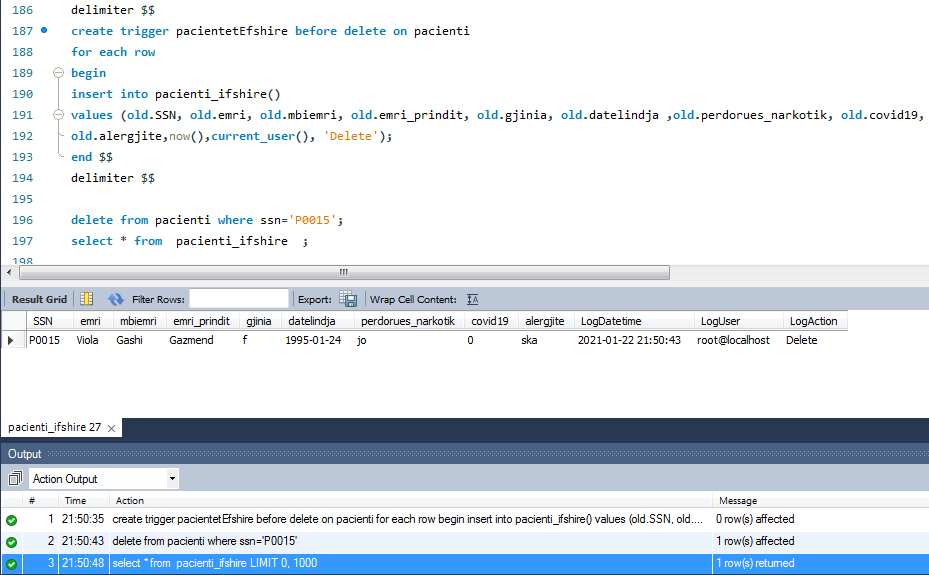 186 delimiter $$
187 create trigger pacientetEfshire before delete on pacienti
188 for each row
189 begin
190 insert into pacienti_ifshire()
191 values (old.SSN, old.emri, old.mbiemri, old.emri_prindit, old.gjinia, old.datelindja ,old.perdorues_narkotik, old.covid19,
192 old.alergjite,now(),current_user(), 'Delete');
193 end $$
194 delimiter $$
195
196 delete from pacienti where ssn='P0015';
197 select * from  pacienti_ifshire  ;
198
Result Grid Filter Rows: Export: Wrap Cell Content:
SSN emri mbiemri emri_prindit gjinia datelindja perdorues_narkotik covid19 alergjite LogDatetime LogUser LogAction
P0015 Viola Gashi Gazmend f 1995-01-24 jo 0 ska 2021-01-22 21:50:43 root@localhost Delete
pacienti_ifshire 27
Output
Action Output
# Time Action Message
1 21:50:35 create trigger pacientetEfshire before delete on pacienti for each row begin insert into pacienti_ifshire() values (old.SSN, old.... 0 row(s) affected
2 21:50:43 delete from pacienti where ssn='P0015' 1 row(s) affected
3 21:50:48 select * from  pacienti_ifshire LIMIT 0, 1000 1 row(s) returned